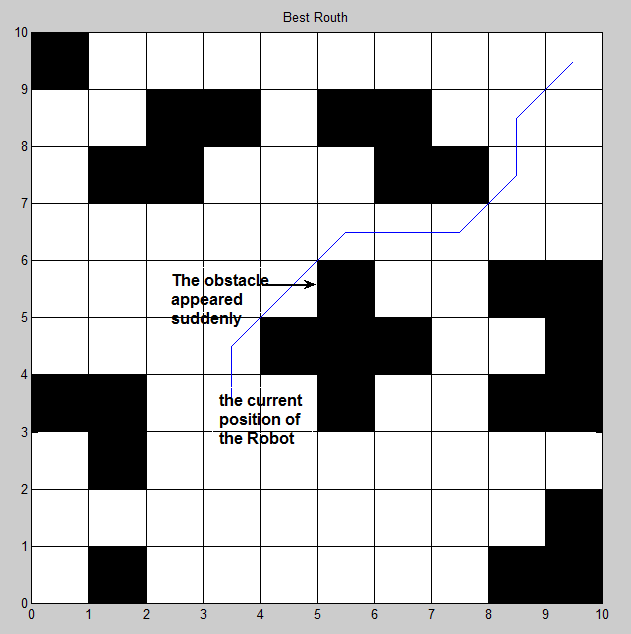 Best Routh
10
9
8
7
6
The obstacle
appeared
suddenly
5
4
the current
position of
the Robot
3
2
1
0
0 1 2 3 4 5 6 7 8 9 10